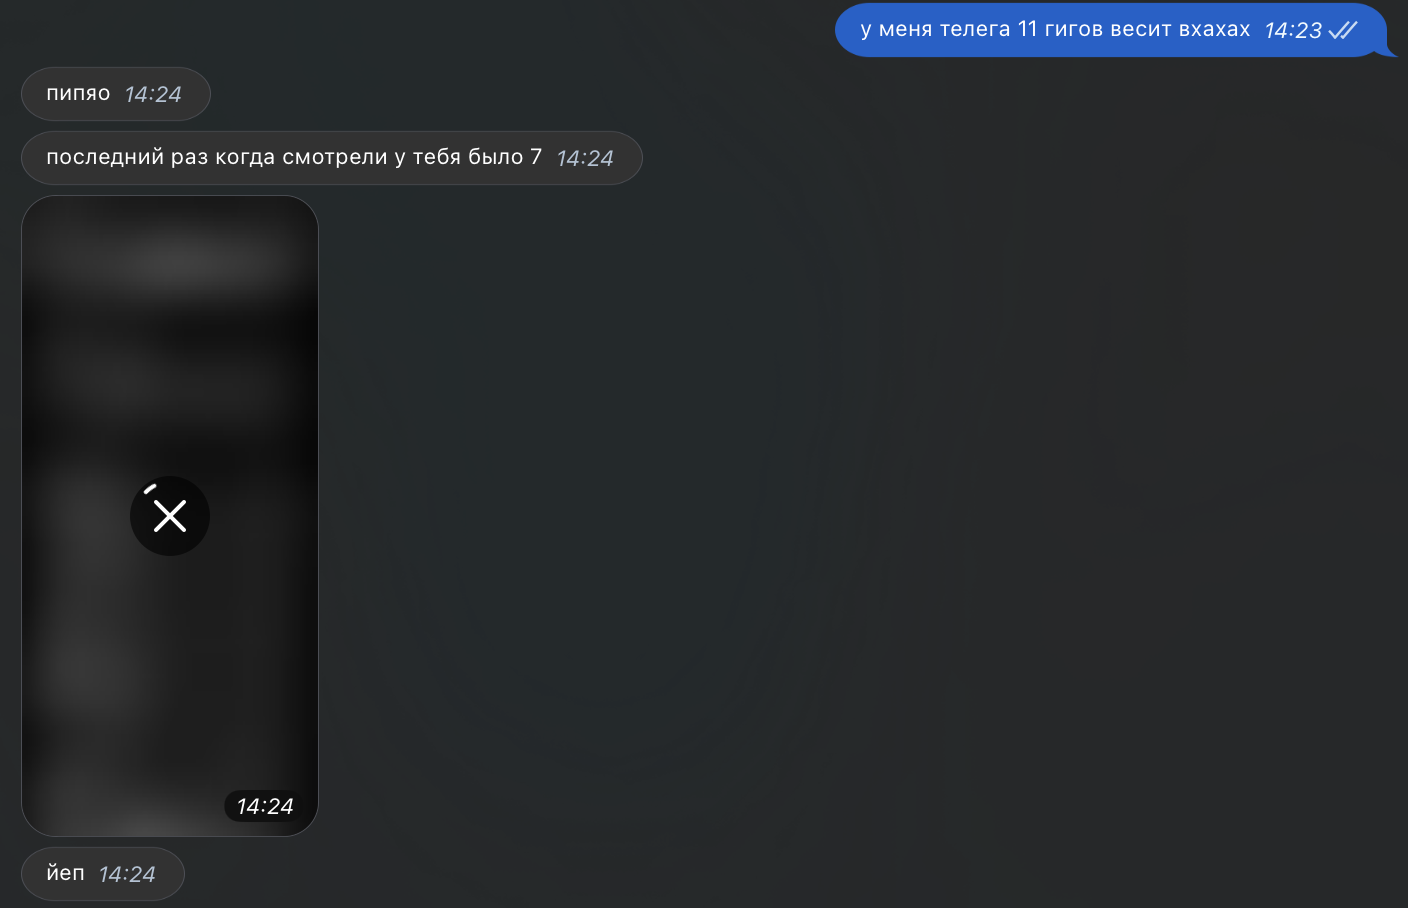 у меня телега 11 гигов весит вхахах 14:23
пипяо 14:24
последний раз когда смотрели у тебя было 7 14:24
14:24
йеп 14:24